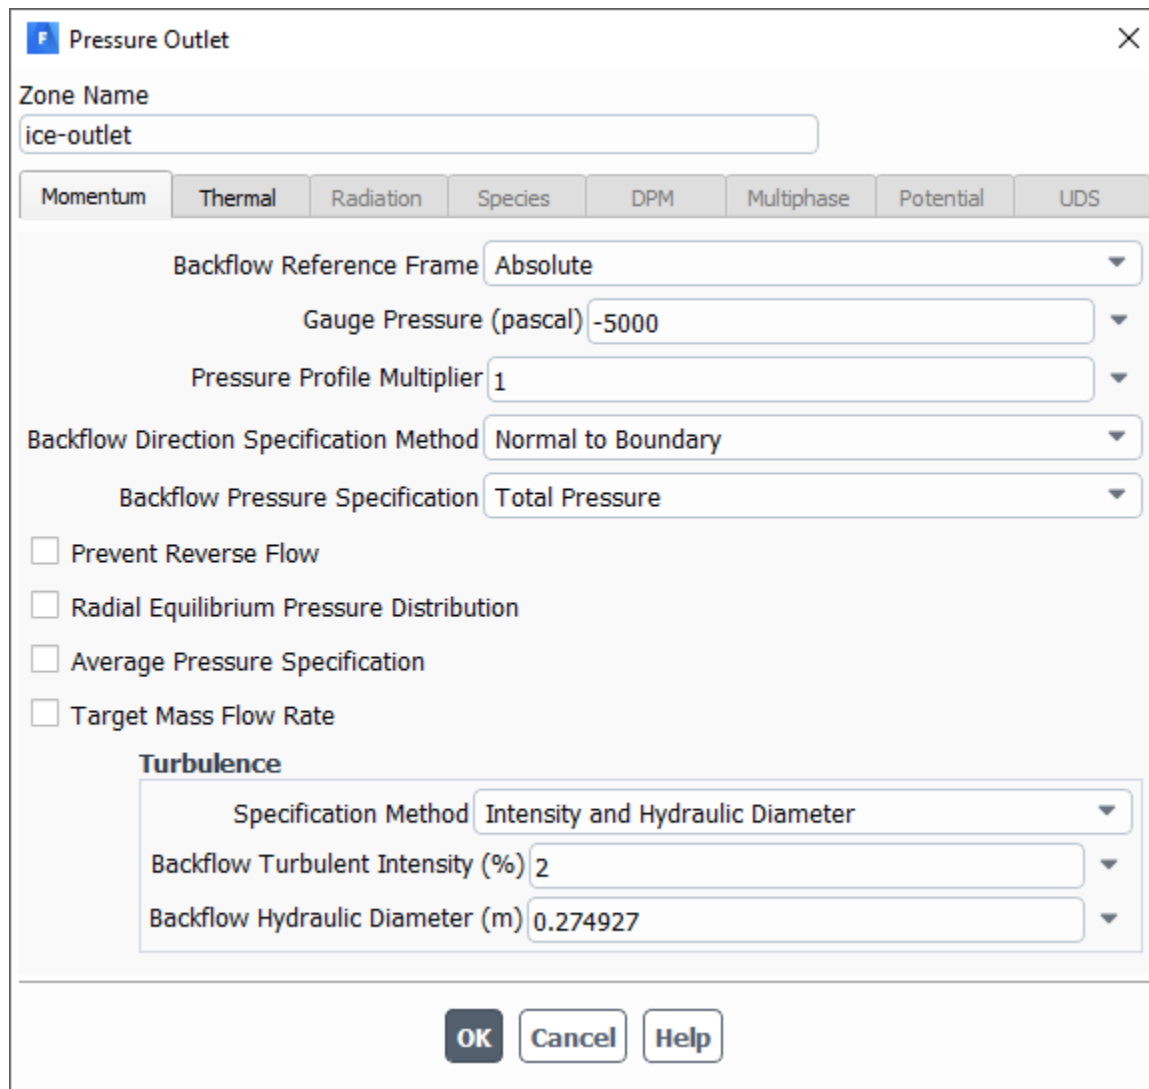 F Pressure Outlet
Zone Name
ice-outlet
Momentum Thermal Radiation Species DPM Multiphase Potential UDS
Backflow Reference Frame Absolute
Gauge Pressure (pascal) -5000
Pressure Profile Multiplier 1
Backflow Direction Specification Method Normal to Boundary
Backflow Pressure Specification Total Pressure
Prevent Reverse Flow
Radial Equilibrium Pressure Distribution
Average Pressure Specification
Target Mass Flow Rate
Turbulence
Specification Method Intensity and Hydraulic Diameter
Backflow Turbulent Intensity (%) 2
Backflow Hydraulic Diameter (m) 0.274927
OK Cancel Help